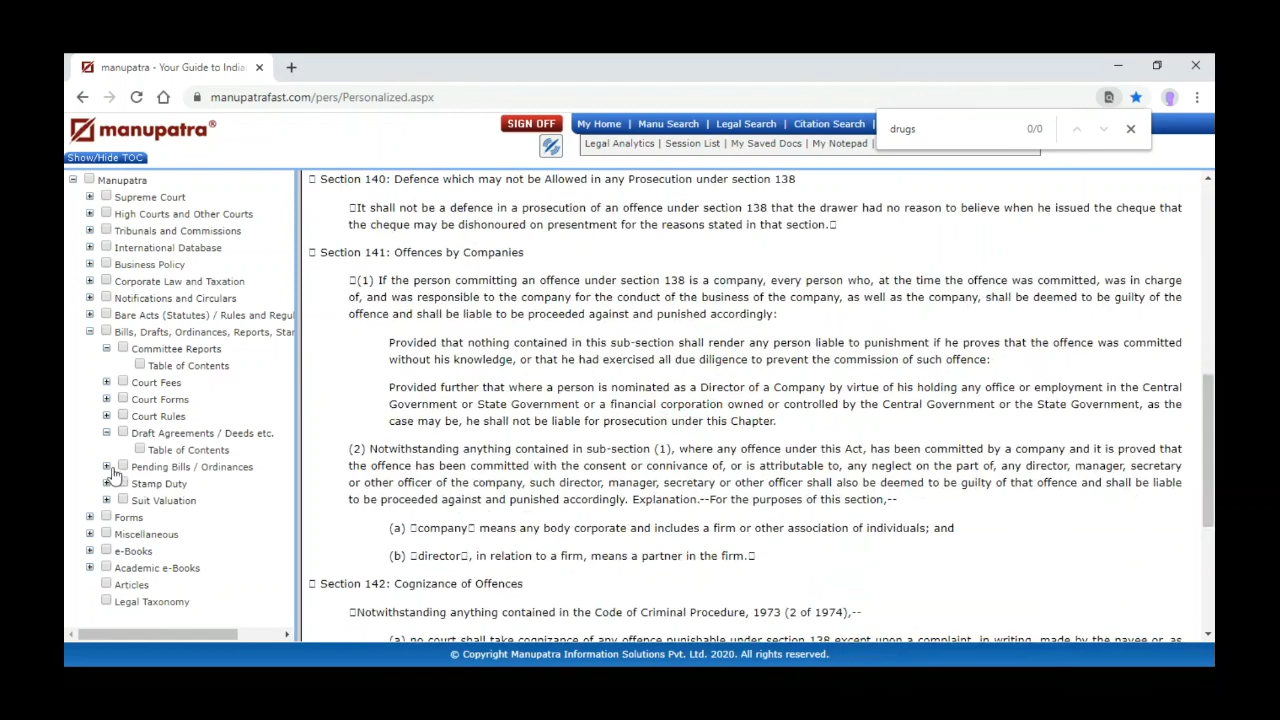 manupatra - Your Guide to India
manupatrafast.com/pers/Personalized.aspx
drugs 0/0
manupatra®
SIGN OFF
My Home | Manu Search | Legal Search | Citation Search |
Legal Analytics | Session List | My Saved Docs | My Notepad |
Show/Hide TOC
Manupatra
Supreme Court
High Courts and Other Courts
Tribunals and Commissions
International Database
Business Policy
Corporate Law and Taxation
Notifications and Circulars
Bare Acts (Statutes) / Rules and Regul
Bills, Drafts, Ordinances, Reports, Star
Committee Reports
Table of Contents
Court Fees
Court Forms
Court Rules
Draft Agreements / Deeds etc.
Table of Contents
Pending Bills / Ordinances
Stamp Duty
Suit Valuation
Forms
Miscellaneous
e-Books
Academic e-Books
Articles
Legal Taxonomy
Section 140: Defence which may not be Allowed in any Prosecution under section 138
It shall not be a defence in a prosecution of an offence under section 138 that the drawer had no reason to believe when he issued the cheque that
the cheque may be dishonoured on presentment for the reasons stated in that section.
Section 141: Offences by Companies
(1) If the person committing an offence under section 138 is a company, every person who, at the time the offence was committed, was in charge
of, and was responsible to the company for the conduct of the business of the company, as well as the company, shall be deemed to be guilty of the
offence and shall be liable to be proceeded against and punished accordingly:
Provided that nothing contained in this sub-section shall render any person liable to punishment if he proves that the offence was committed
without his knowledge, or that he had exercised all due diligence to prevent the commission of such offence:
Provided further that where a person is nominated as a Director of a Company by virtue of his holding any office or employment in the Central
Government or State Government or a financial corporation owned or controlled by the Central Government or the State Government, as the
case may be, he shall not be liable for prosecution under this Chapter.
(2) Notwithstanding anything contained in sub-section (1), where any offence under this Act, has been committed by a company and it is proved that
the offence has been committed with the consent or connivance of, or is attributable to, any neglect on the part of, any director, manager, secretary
or other officer of the company, such director, manager, secretary or other officer shall also be deemed to be guilty of that offence and shall be liable
to be proceeded against and punished accordingly. Explanation.--For the purposes of this section,--
(a) company means any body corporate and includes a firm or other association of individuals; and
(b) director, in relation to a firm, means a partner in the firm.
Section 142: Cognizance of Offences
Notwithstanding anything contained in the Code of Criminal Procedure, 1973 (2 of 1974),--
(a) no court shall take cognizance of any offence punishable under section 138 except upon a complaint, in writing, made by the payee or, as
© Copyright Manupatra Information Solutions Pvt. Ltd. 2020. All rights reserved.